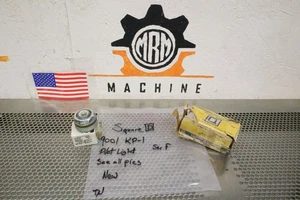 MRM
MACHINE
Square D
9001 KP-1 Ser. F
Pilot Light
See all pics
New